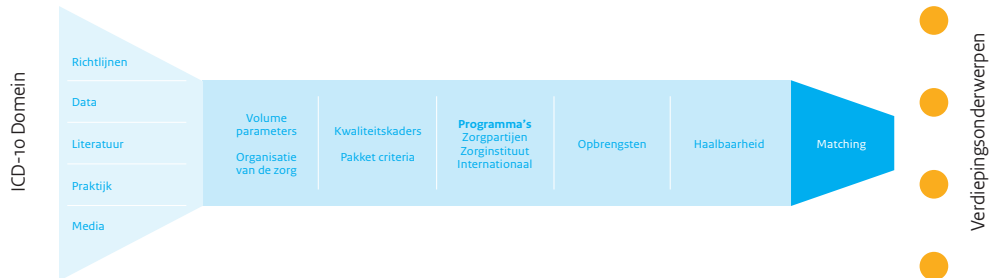 ICD-10 Domein
Richtlijnen
Data
Literatuur
Praktijk
Media
Volume
parameters
Organisatie
van de zorg
Kwaliteitskaders
Pakket criteria
Programma's
Zorgpartijen
Zorginstituut
Internationaal
Opbrengsten
Haalbaarheid
Matching
Verdiepingsonderwerpen